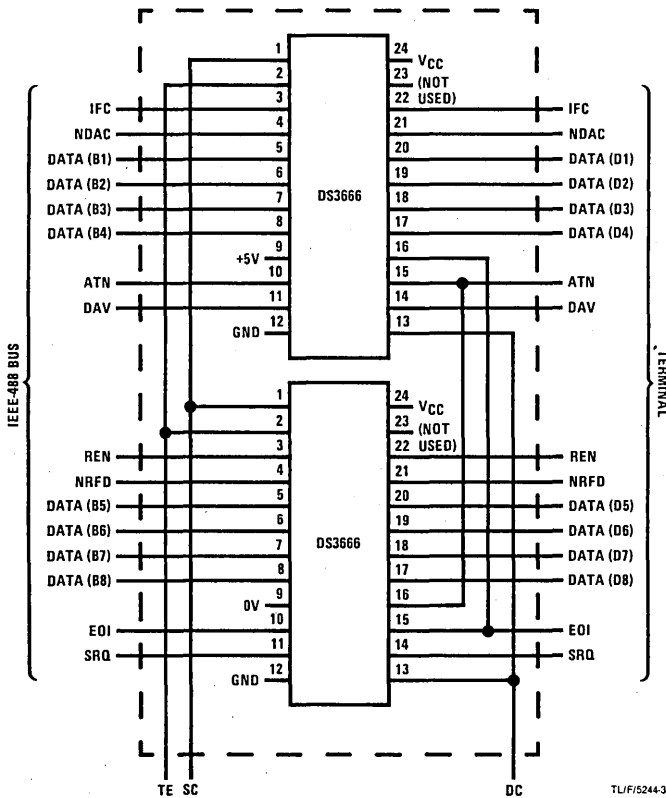 1 24 VCC
2 23 (NOT
IFC 3 22 USED) IFC
NDAC 4 21 NDAC
DATA (B1) 5 20 DATA (D1)
DATA (B2) 6 19 DATA (D2)
DS3666
DATA (B3) 7 18 DATA (D3)
DATA (B4) 8 17 DATA (D4)
+5V 9 16
ATN 10 15 ATN
DAV 11 14 DAV
GND 12 13
IEEE-488 BUS
TERMINAL
1 24 VCC
2 23 (NOT
REN 3 22 USED) REN
NRFD 4 21 NRFD
DATA (B5) 5 20 DATA (D5)
DATA (B6) 6 19 DATA (D6)
DS3666
DATA (B7) 7 18 DATA (D7)
DATA (B8) 8 17 DATA (D8)
0V 9 16
EOI 10 15 EOI
SRQ 11 14 SRQ
GND 12 13
TE SC DC
TL/F/5244-3